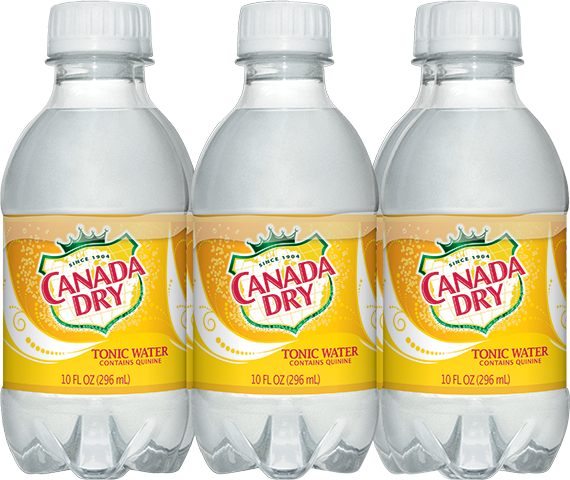 SINCE 1904
CANADA
DRY
TONIC WATER
CONTAINS QUININE
10 FL OZ (296 mL)
SINCE 1904
CANADA
DRY
TONIC WATER
CONTAINS QUININE
10 FL OZ (296 mL)
SINCE 1904
CANADA
DRY
TONIC WATER
CONTAINS QUININE
10 FL OZ (296 mL)